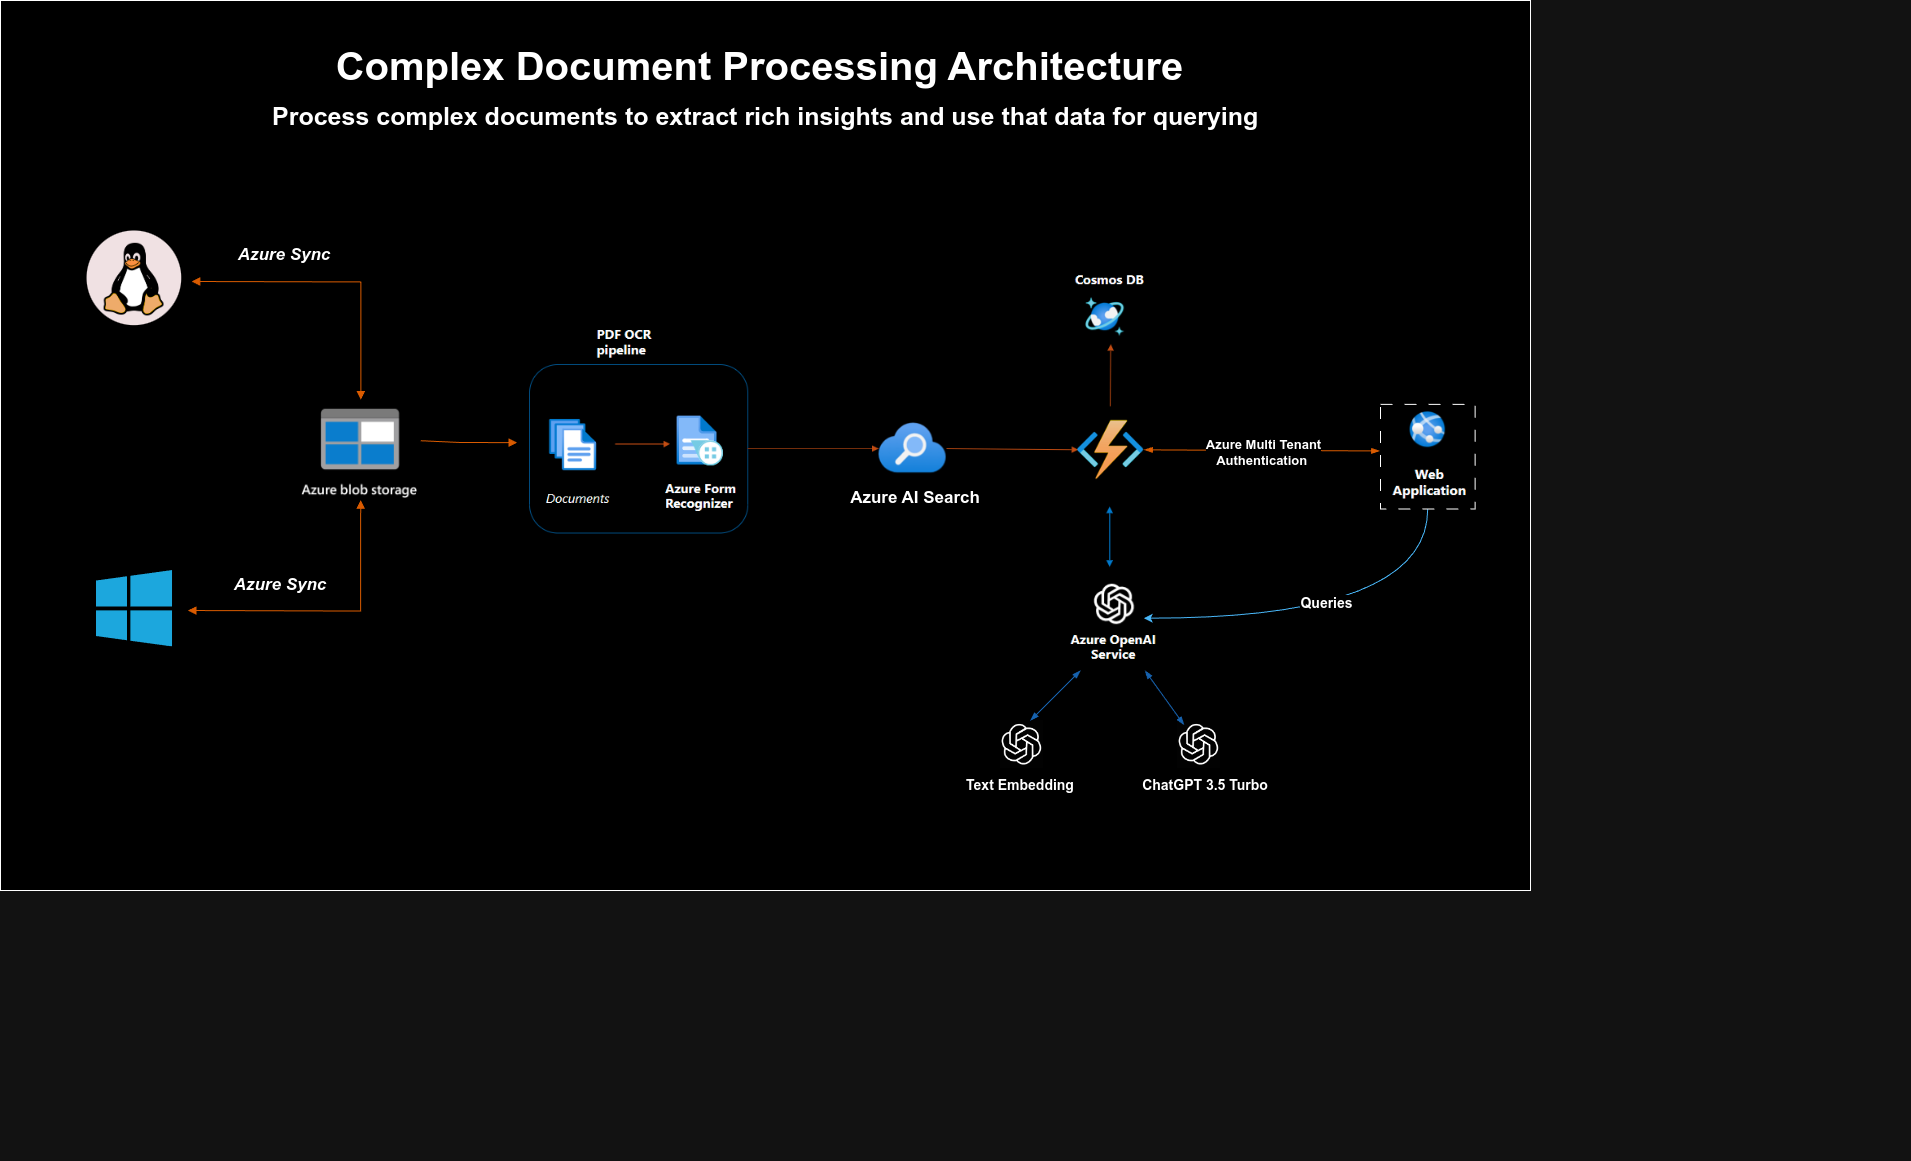 Complex Document Processing Architecture
Process complex documents to extract rich insights and use that data for querying
Azure Sync
Cosmos DB
PDF OCR
pipeline
Azure Multi Tenant
Authentication
Web
Application
Azure blob storage
Documents
Azure Form
Recognizer
Azure AI Search
Azure Sync
Queries
Azure OpenAI
Service
Text Embedding
ChatGPT 3.5 Turbo